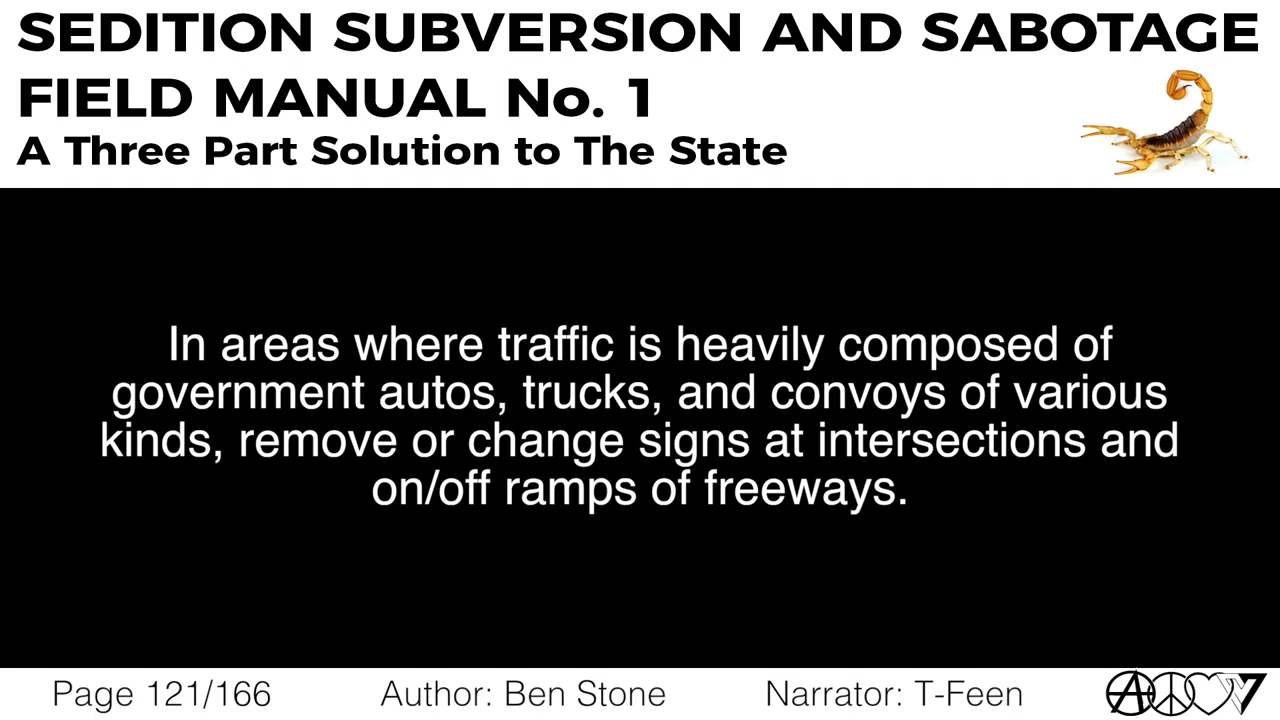 SEDITION SUBVERSION AND SABOTAGE
FIELD MANUAL No. 1
A Three Part Solution to The State
In areas where traffic is heavily composed of
government autos, trucks, and convoys of various
kinds, remove or change signs at intersections and
on/off ramps of freeways.
Page 121/166 Author: Ben Stone Narrator: T-Feen